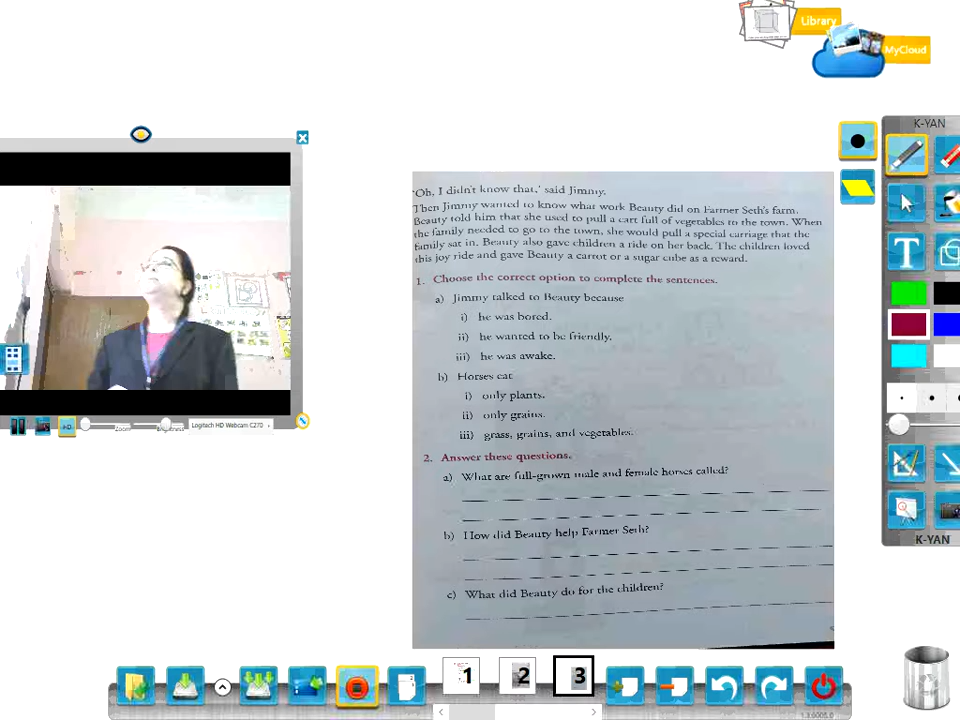 Library
MyCloud
K-YAN
'Oh, I didn't know that,' said Jimmy.
Then Jimmy wanted to know what work Beauty did on Farmer Seth's farm.
Beauty told him that she used to pull a cart full of vegetables to the town. When
the family needed to go to the town, she would pull a special carriage that the
family sat in. Beauty also gave children a ride on her back. The children loved
this joy ride and gave Beauty a carrot or a sugar cube as a reward.
1. Choose the correct option to complete the sentences.
a) Jimmy talked to Beauty because
i) he was bored.
ii) he wanted to be friendly.
iii) he was awake.
b) Horses eat
i) only plants.
ii) only grains.
iii) grass, grains, and vegetables.
2. Answer these questions.
a) What are full-grown male and female horses called?
b) How did Beauty help Farmer Seth?
c) What did Beauty do for the children?
HD
Zoom
Brightness
Logitech HD Webcam C270
T
K-YAN
1
2
3
1.3.0005.0